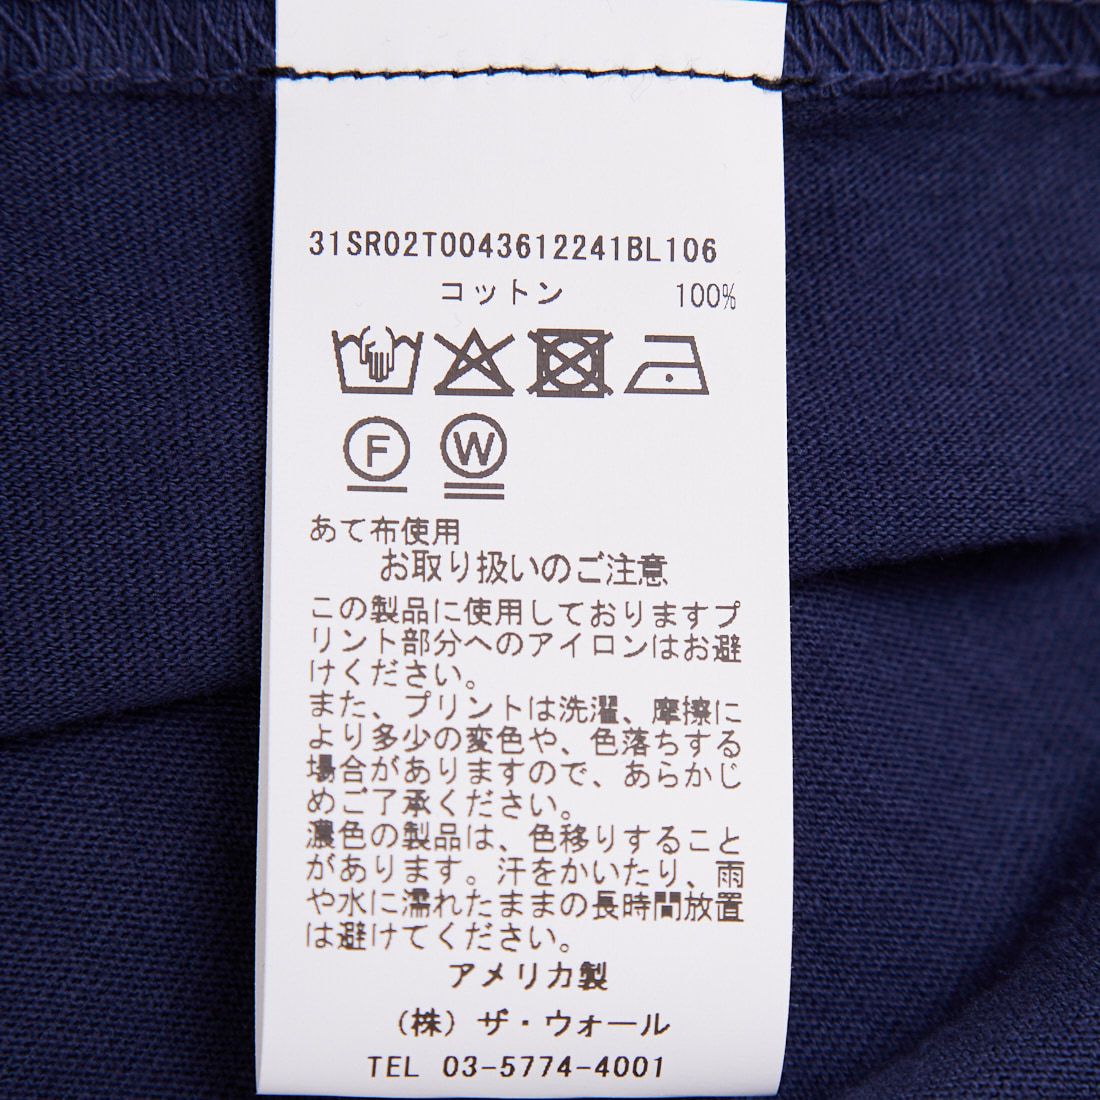 31SR02T0043612241BL106
コットン 100%
F W
あて布使用
お取り扱いのご注意
この製品に使用しておりますプ
リント部分へのアイロンはお避
けください。
また、プリントは洗濯、摩擦に
より多少の変色や、色落ちする
場合がありますので、あらかじ
めご了承ください。
濃色の製品は、色移りすること
があります。汗をかいたり、雨
や水に濡れたままの長時間放置
は避けてください。
アメリカ製
(株) ザ・ウォール
TEL 03-5774-4001